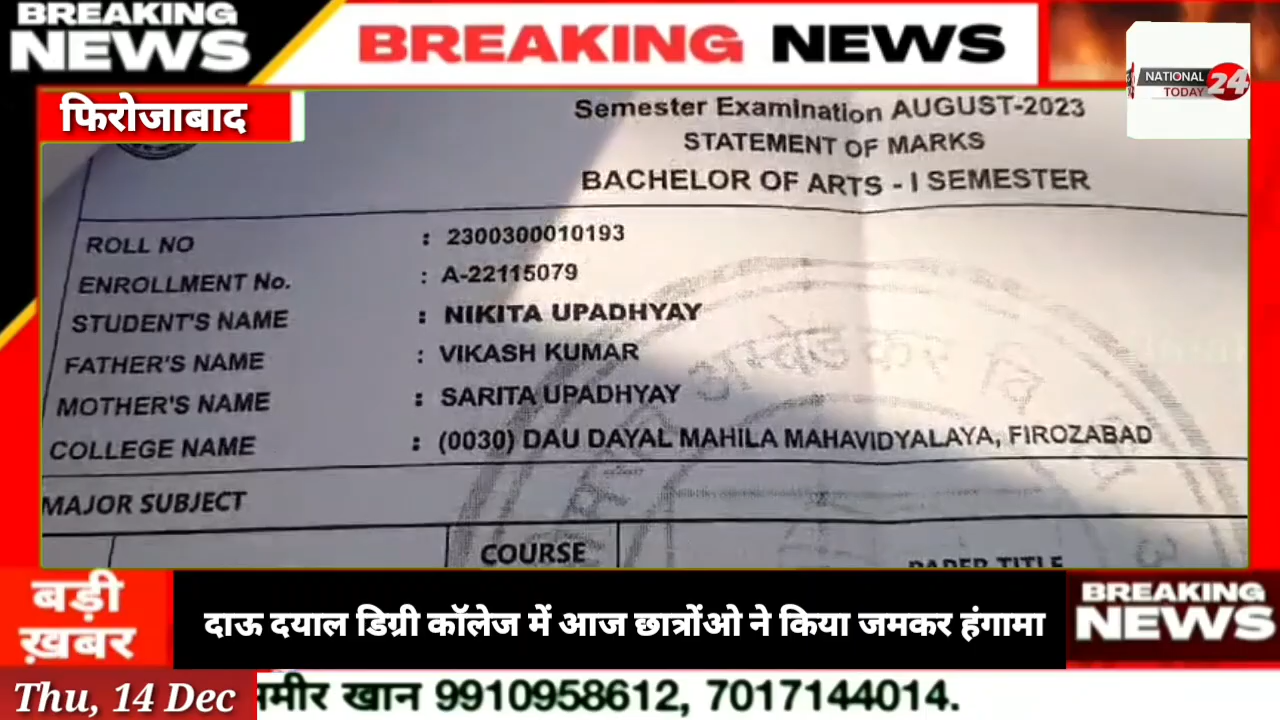 BREAKING
NEWS
BREAKING NEWS
NATIONAL
TODAY
24
फिरोजाबाद
Semester Examination AUGUST-2023
STATEMENT OF MARKS
BACHELOR OF ARTS - I SEMESTER
ROLL NO : 2300300010193
ENROLLMENT No. : A-22115079
STUDENT'S NAME : NIKITA UPADHYAY
FATHER'S NAME : VIKASH KUMAR
MOTHER'S NAME : SARITA UPADHYAY
COLLEGE NAME : (0030) DAU DAYAL MAHILA MAHAVIDYALAYA, FIROZABAD
MAJOR SUBJECT
COURSE
PAPER TITLE
अम्बेडकर वि
बड़ी
ख़बर
दाऊ दयाल डिग्री कॉलेज में आज छात्रोंओ ने किया जमकर हंगामा
BREAKING
NEWS
Thu, 14 Dec
खान 9910958612, 7017144014.